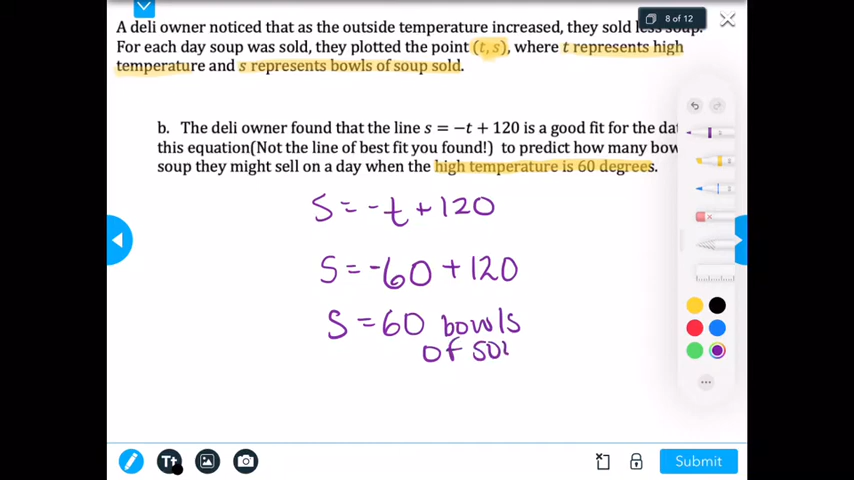 8 of 12
A deli owner noticed that as the outside temperature increased, they sold less soup.
For each day soup was sold, they plotted the point (t, s), where t represents high
temperature and s represents bowls of soup sold.
b. The deli owner found that the line s = −t + 120 is a good fit for the
this equation(Not the line of best fit you found!) to predict how many
soup they might sell on a day when the high temperature is 60 degrees.
S = -t + 120
S = -60 + 120
S = 60 bowls
of
Tt
Submit